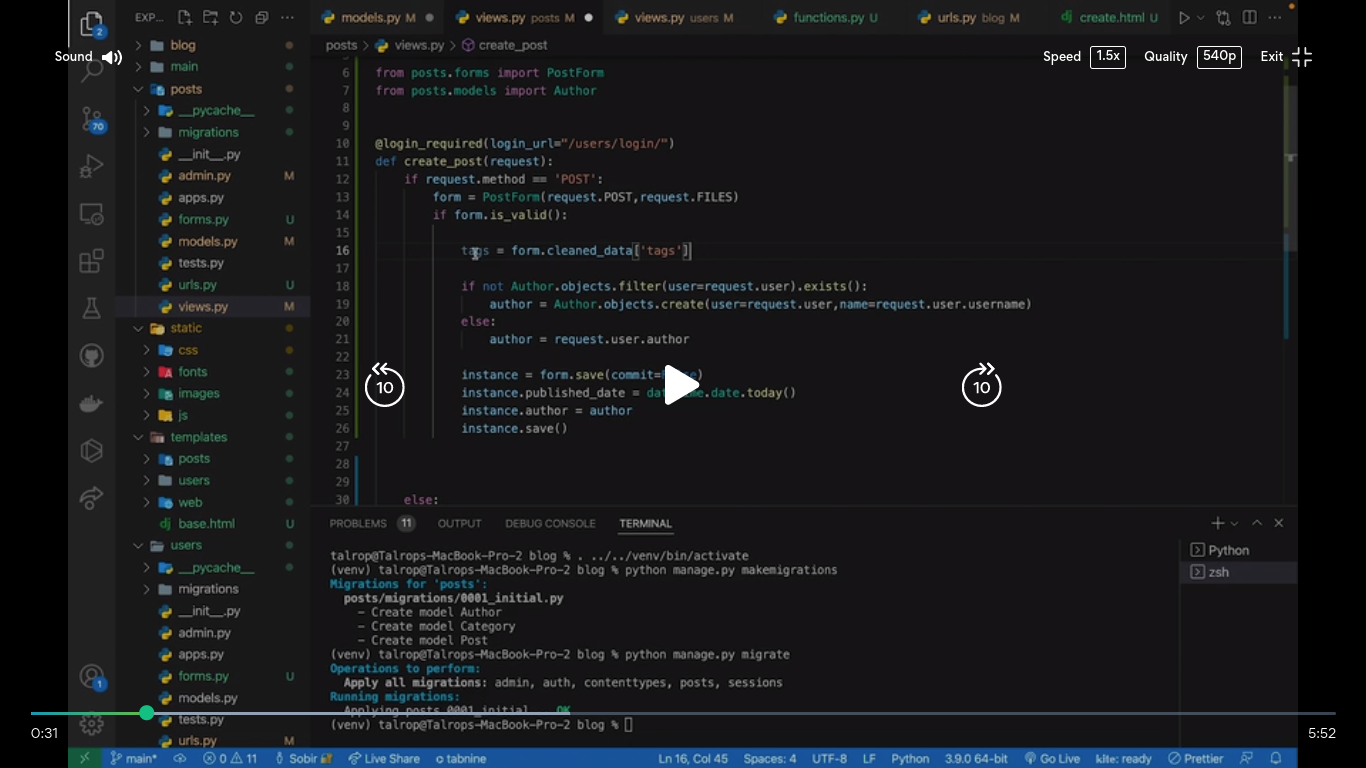 EXP...
models.py M
views.py posts M
views.py users M
functions.py U
urls.py blog M
create.html U
posts > views.py > create_post
Sound
Speed 1.5x Quality 540p Exit
2
70
1
blog
main
posts
__pycache__
migrations
__init__.py
admin.py M
apps.py
forms.py U
models.py M
tests.py
urls.py U
views.py M
static
css
fonts
images
js
templates
posts
users
web
base.html U
users
__pycache__
migrations
__init__.py
admin.py
apps.py
forms.py U
models.py
tests.py
urls.py M
6 from posts.forms import PostForm
7 from posts.models import Author
8
9
10 @login_required(login_url="/users/login/")
11 def create_post(request):
12 if request.method == 'POST':
13 form = PostForm(request.POST,request.FILES)
14 if form.is_valid():
15
16 tags = form.cleaned_data['tags']
17
18 if not Author.objects.filter(user=request.user).exists():
19 author = Author.objects.create(user=request.user,name=request.user.username)
20 else:
21 author = request.user.author
22
23 instance = form.save(commit=
24 instance.published_date = .date.today()
25 instance.author = author
26 instance.save()
27
28
29
30 else:
10
10
PROBLEMS 11 OUTPUT DEBUG CONSOLE TERMINAL
talrop@Talrops-MacBook-Pro-2 blog % . ../../venv/bin/activate
(venv) talrop@Talrops-MacBook-Pro-2 blog % python manage.py makemigrations
Migrations for 'posts':
posts/migrations/0001_initial.py
- Create model Author
- Create model Category
- Create model Post
(venv) talrop@Talrops-MacBook-Pro-2 blog % python manage.py migrate
Operations to perform:
Apply all migrations: admin, auth, contenttypes, posts, sessions
Running migrations:
Applying posts.0001_initial... OK
(venv) talrop@Talrops-MacBook-Pro-2 blog %
Python
zsh
0:31
5:52
main* 0 11 Sobir Live Share tabnine Ln 16, Col 45 Spaces: 4 UTF-8 LF Python 3.9.0 64-bit Go Live kite: ready Prettier